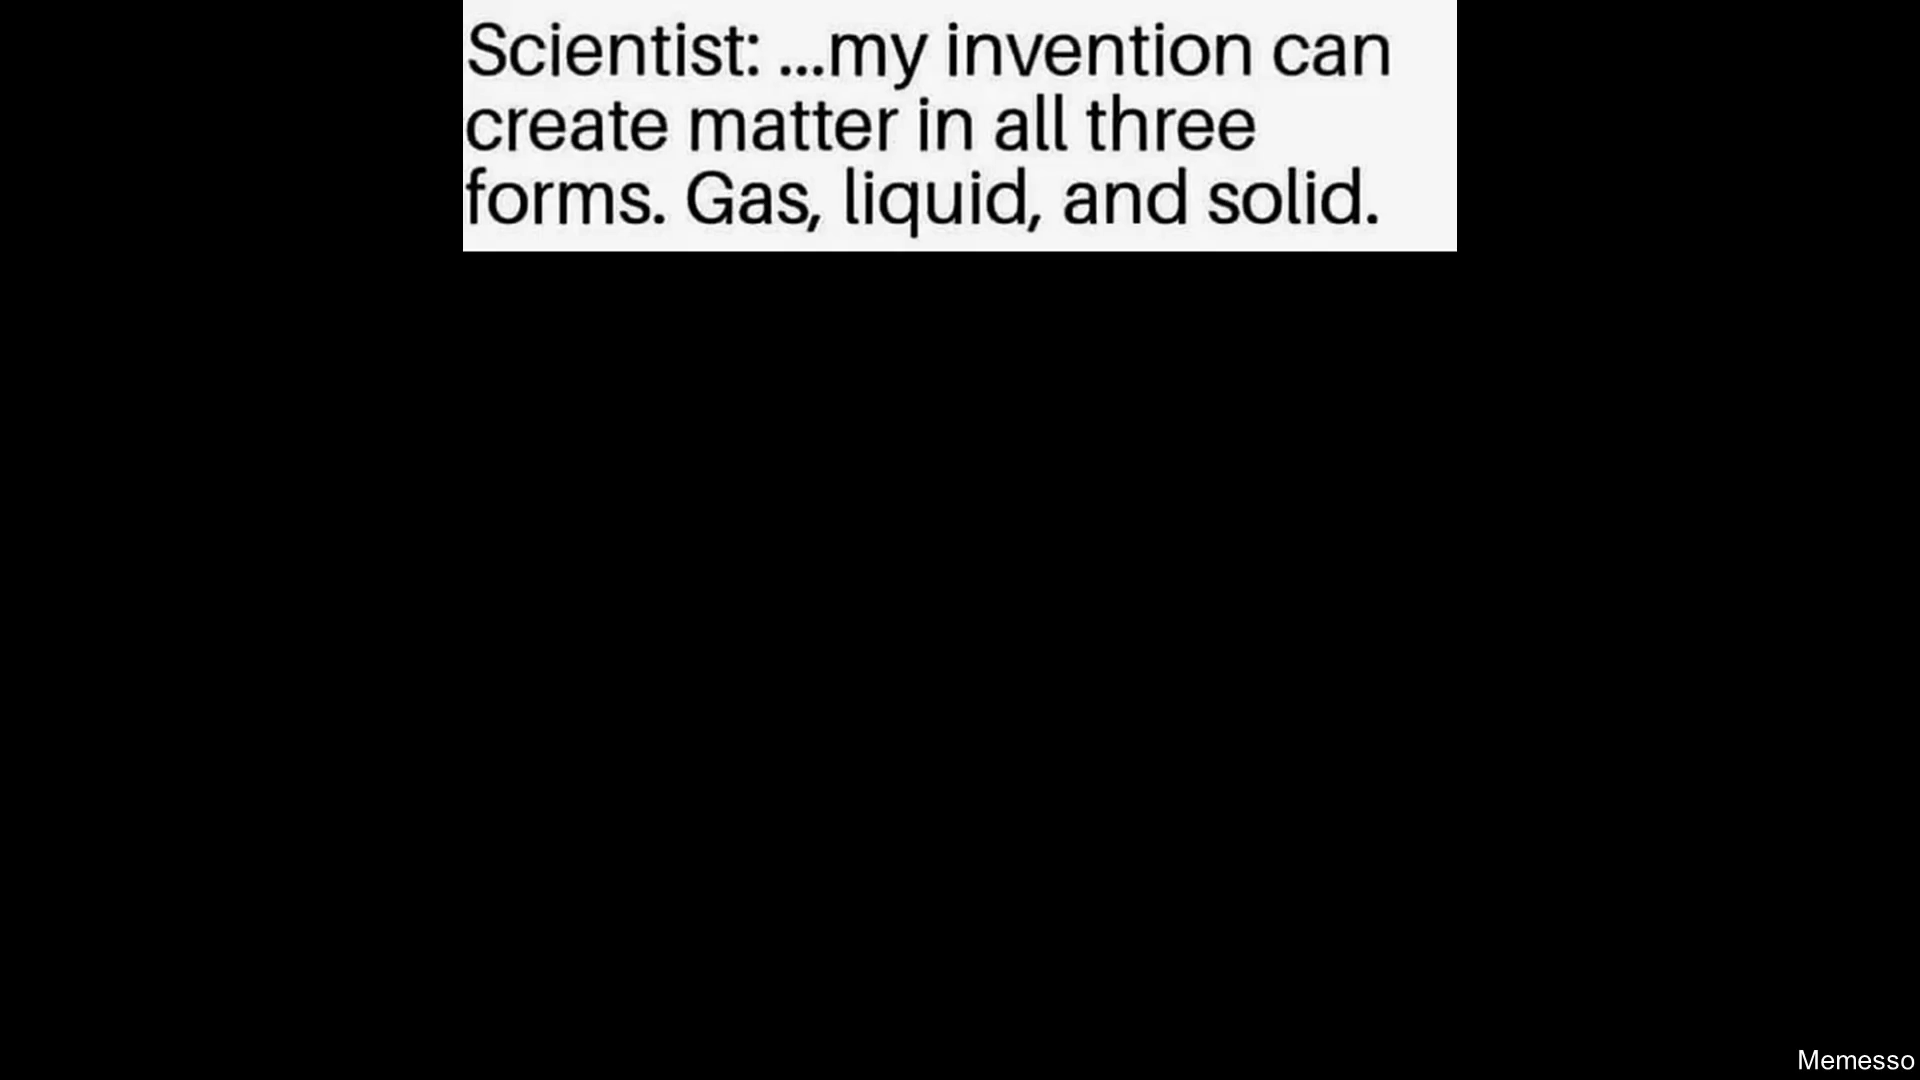 Scientist: ...my invention can
create matter in all three
forms. Gas, liquid, and solid.
Memesso